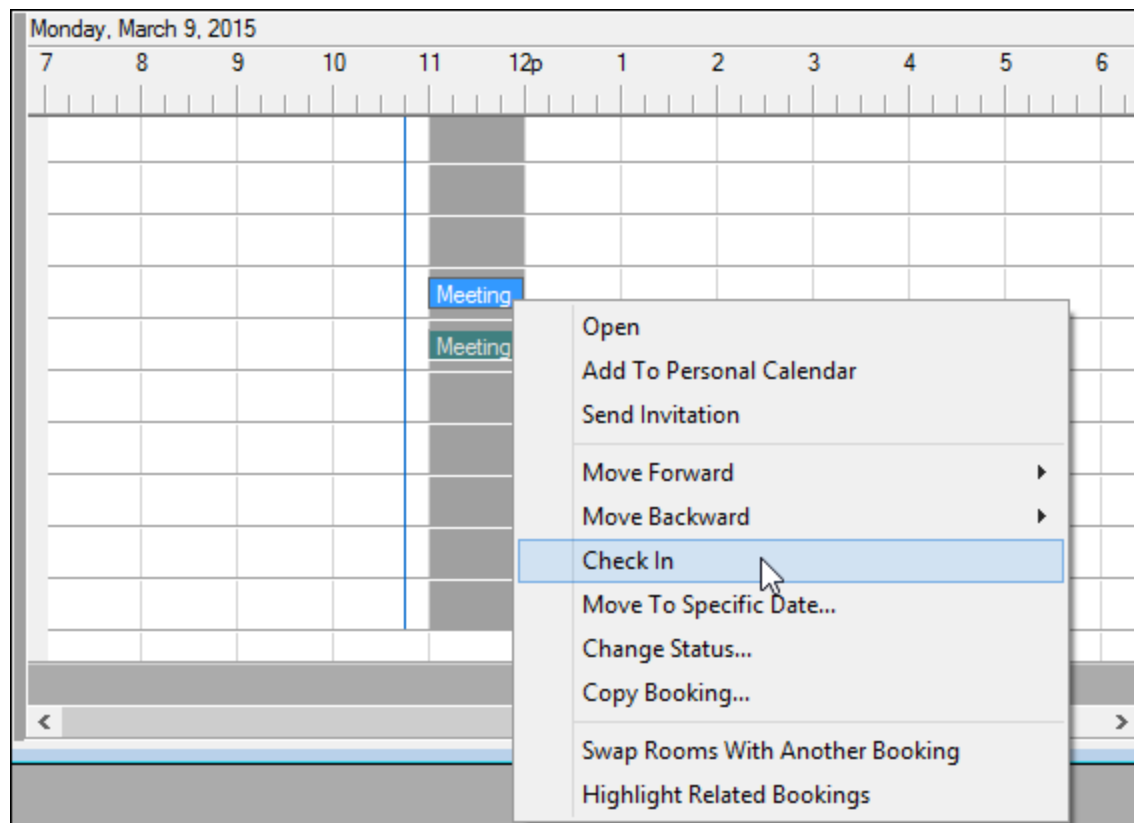 Monday, March 9, 2015
7 8 9 10 11 12p 1 2 3 4 5 6
Meeting
Meeting
Open
Add To Personal Calendar
Send Invitation
Move Forward
Move Backward
Check In
Move To Specific Date...
Change Status...
Copy Booking...
Swap Rooms With Another Booking
Highlight Related Bookings